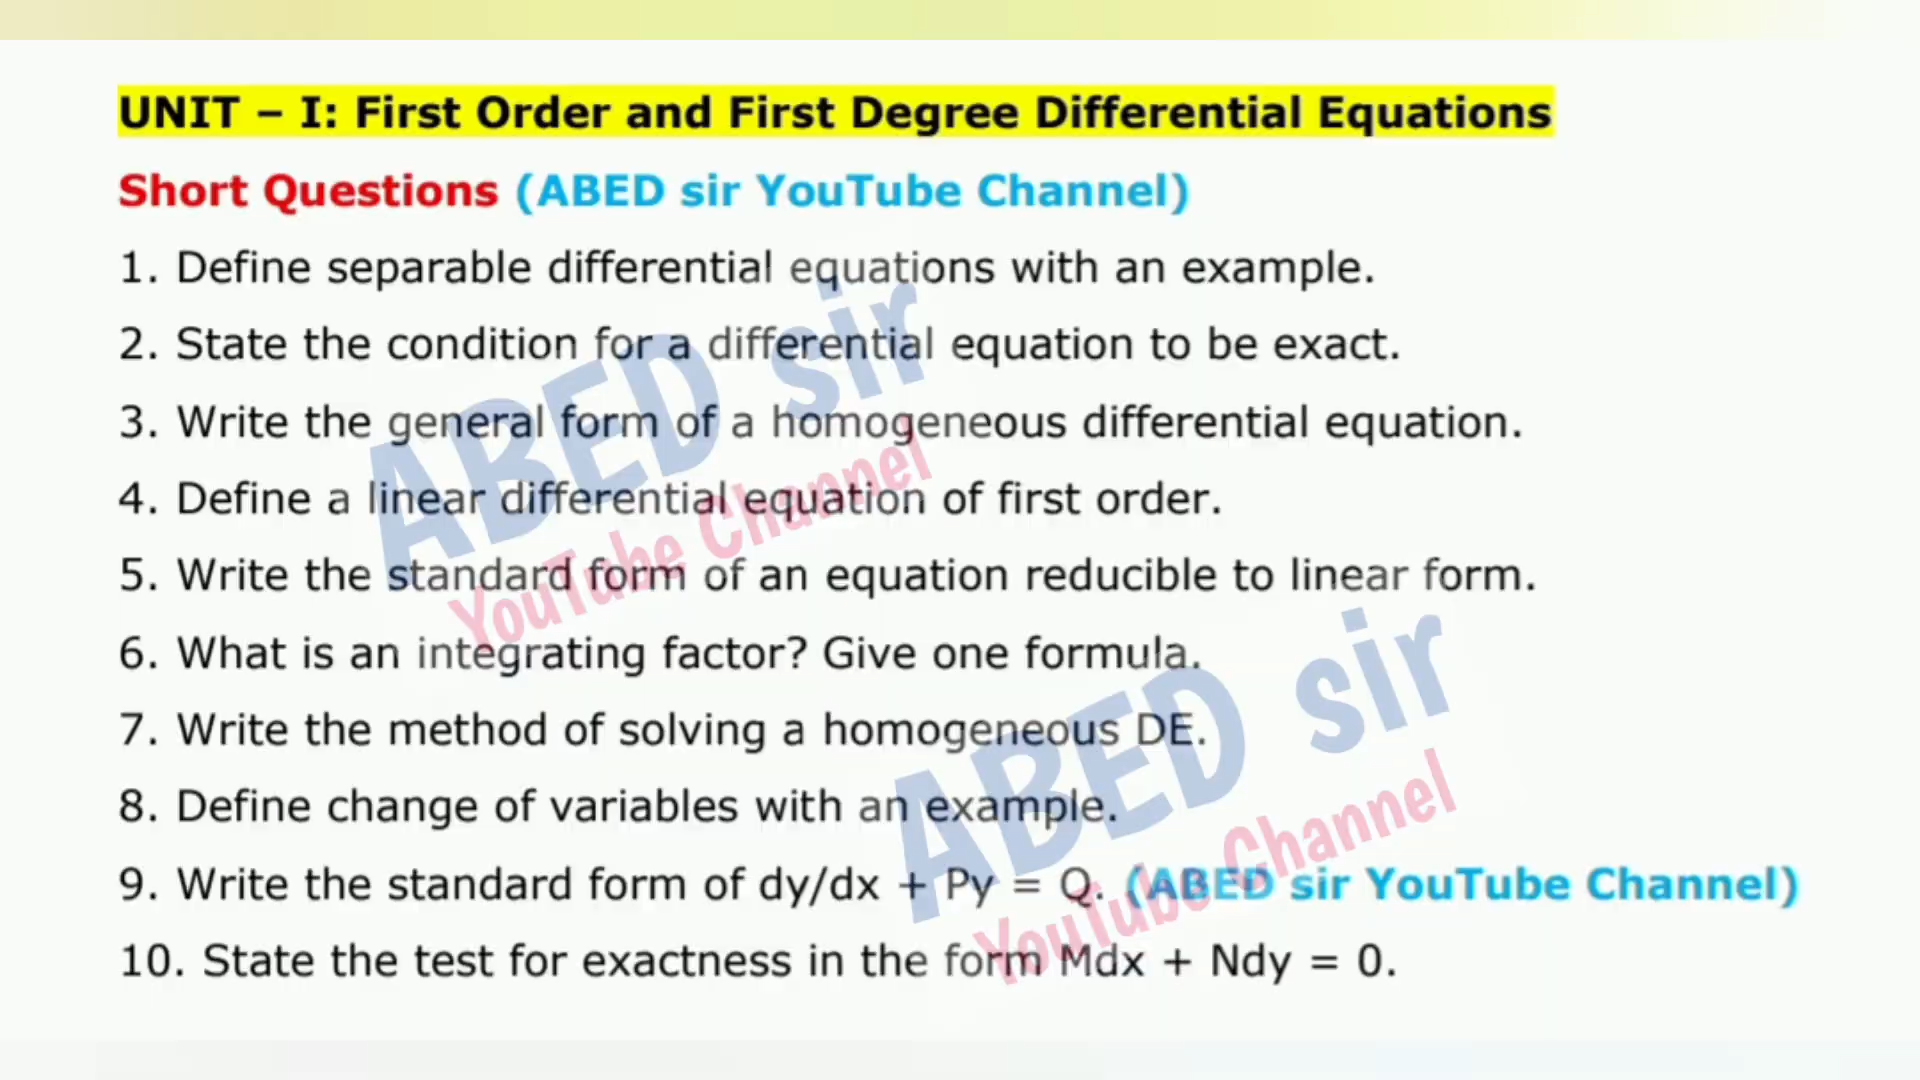 UNIT – I: First Order and First Degree Differential Equations
Short Questions (ABED sir YouTube Channel)
1. Define separable differential equations with an example.
2. State the condition for a differential equation to be exact.
3. Write the general form of a homogeneous differential equation.
4. Define a linear differential equation of first order.
5. Write the standard form of an equation reducible to linear form.
6. What is an integrating factor? Give one formula.
7. Write the method of solving a homogeneous DE.
8. Define change of variables with an example.
9. Write the standard form of dy/dx + Py = Q. (ABED sir YouTube Channel)
10. State the test for exactness in the form Mdx + Ndy = 0.
ABED sir
YouTube Channel
ABED sir
YouTube Channel